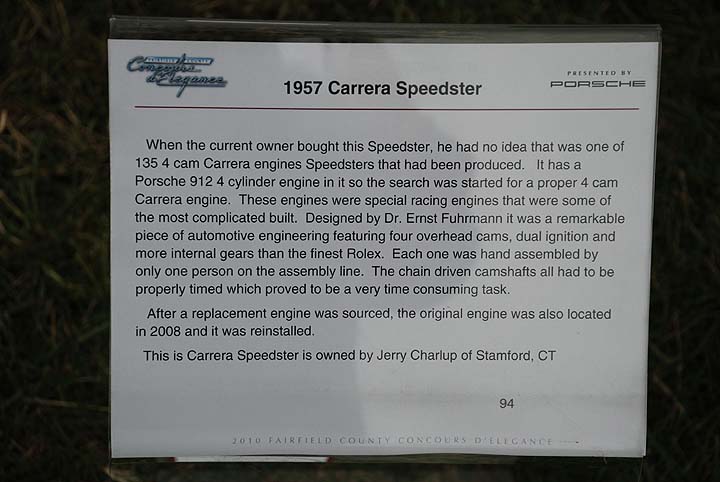 FAIRFIELD COUNTY
Concours
d'Elegance
1957 Carrera Speedster
PRESENTED BY
PORSCHE
When the current owner bought this Speedster, he had no idea that was one of
135 4 cam Carrera engines Speedsters that had been produced. It has a
Porsche 912 4 cylinder engine in it so the search was started for a proper 4 cam
Carrera engine. These engines were special racing engines that were some of
the most complicated built. Designed by Dr. Ernst Fuhrmann it was a remarkable
piece of automotive engineering featuring four overhead cams, dual ignition and
more internal gears than the finest Rolex. Each one was hand assembled by
only one person on the assembly line. The chain driven camshafts all had to be
properly timed which proved to be a very time consuming task.
After a replacement engine was sourced, the original engine was also located
in 2008 and it was reinstalled.
This is Carrera Speedster is owned by Jerry Charlup of Stamford, CT
94
2010 FAIRFIELD COUNTY CONCOURS D'ELEGANCE